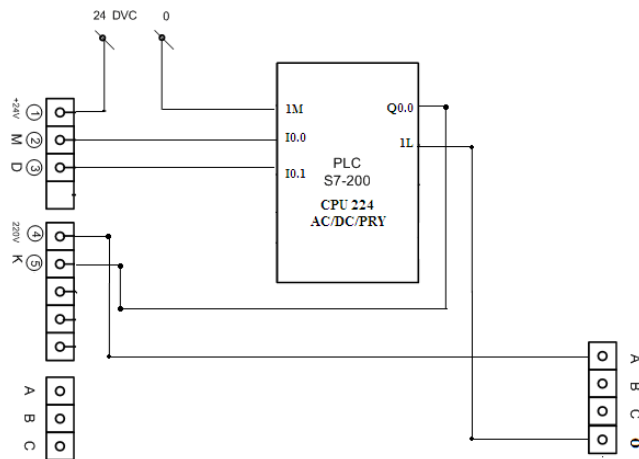 24 DVC 0
+24V 1
M 2
D 3
1M
I0.0
I0.1
Q0.0
1L
PLC
S7-200
CPU 224
AC/DC/PRY
220V 4
K 5
A
B
C
A
B
C
0